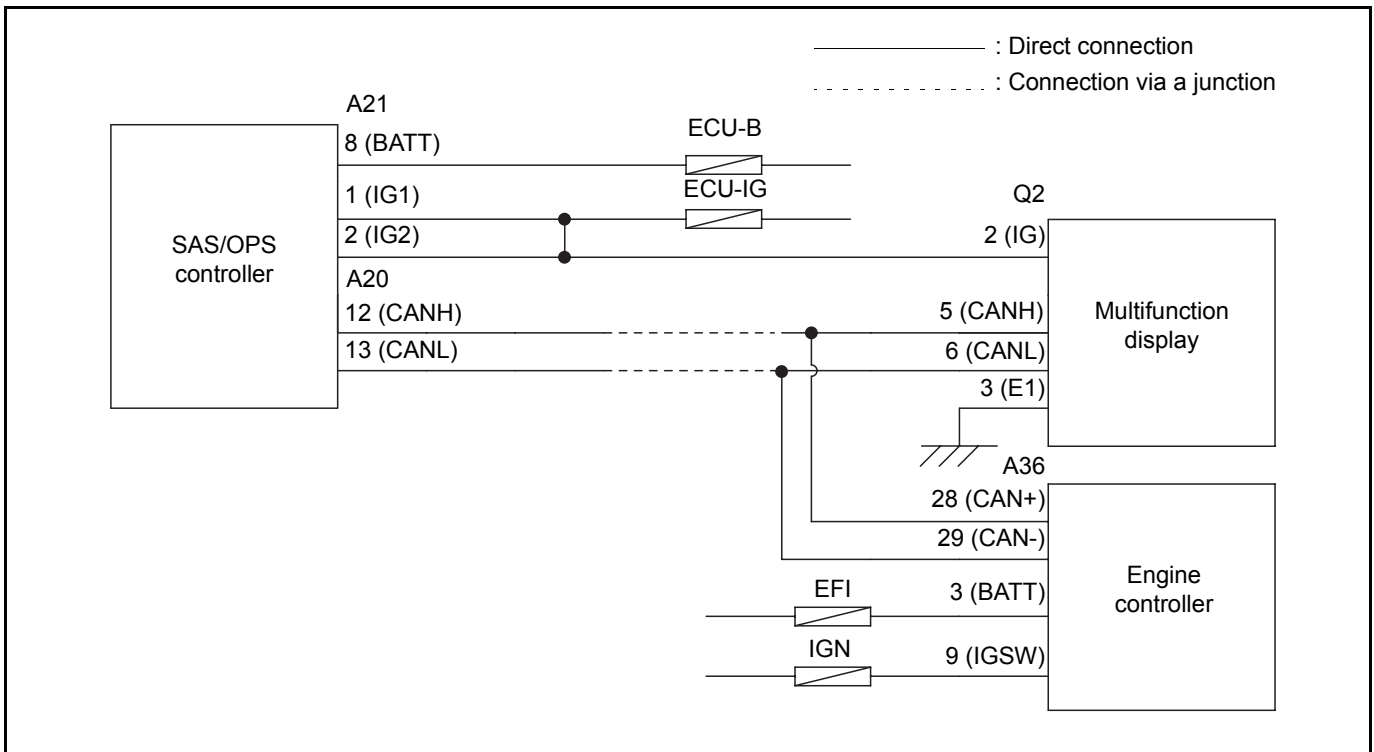 : Direct connection
: Connection via a junction
A21
8 (BATT)
ECU-B
1 (IG1)
ECU-IG
Q2
2 (IG2)
2 (IG)
SAS/OPS
controller
A20
12 (CANH)
5 (CANH)
Multifunction
display
13 (CANL)
6 (CANL)
3 (E1)
A36
28 (CAN+)
29 (CAN-)
Engine
controller
EFI
3 (BATT)
IGN
9 (IGSW)